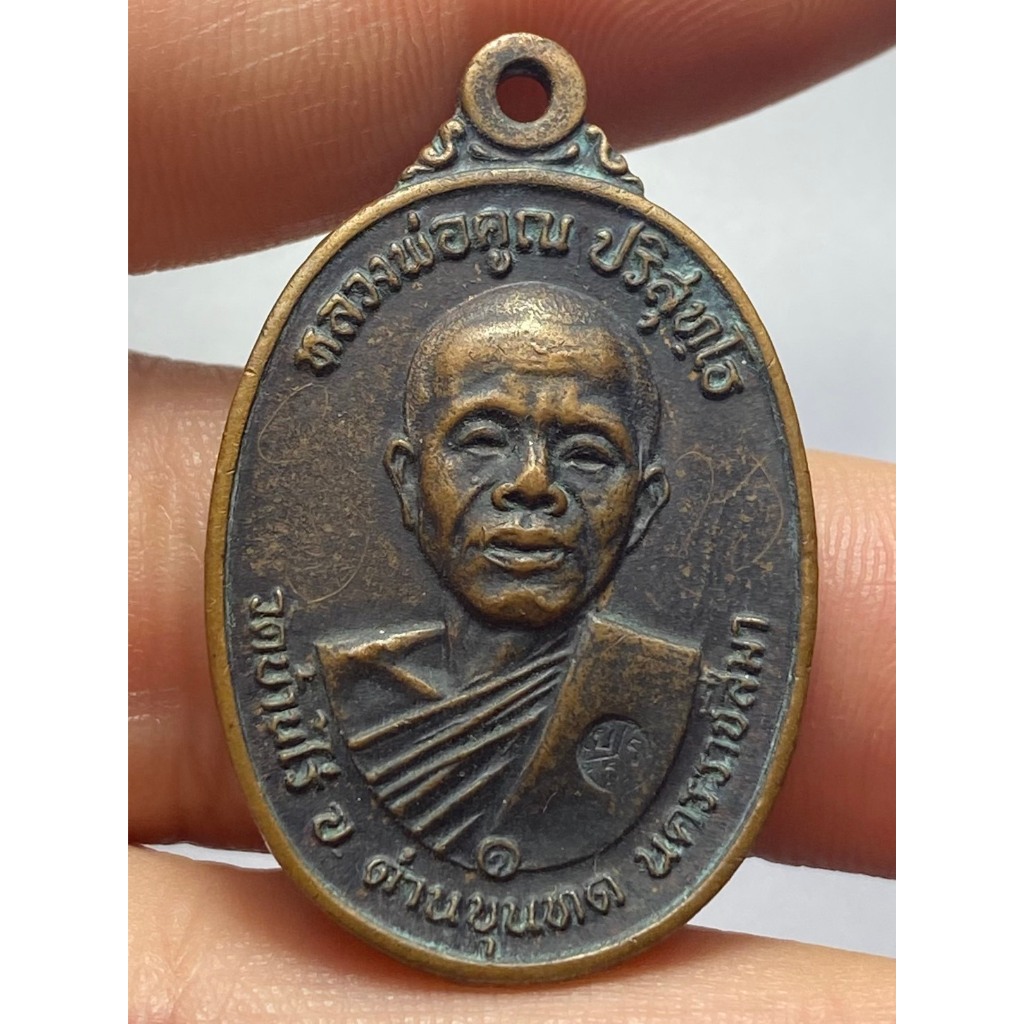 หลวงพ่อคูณ ปริสุทโธ
วัดบ้านไร่ อ ด่านขุนทด นครราชสีมา
๑